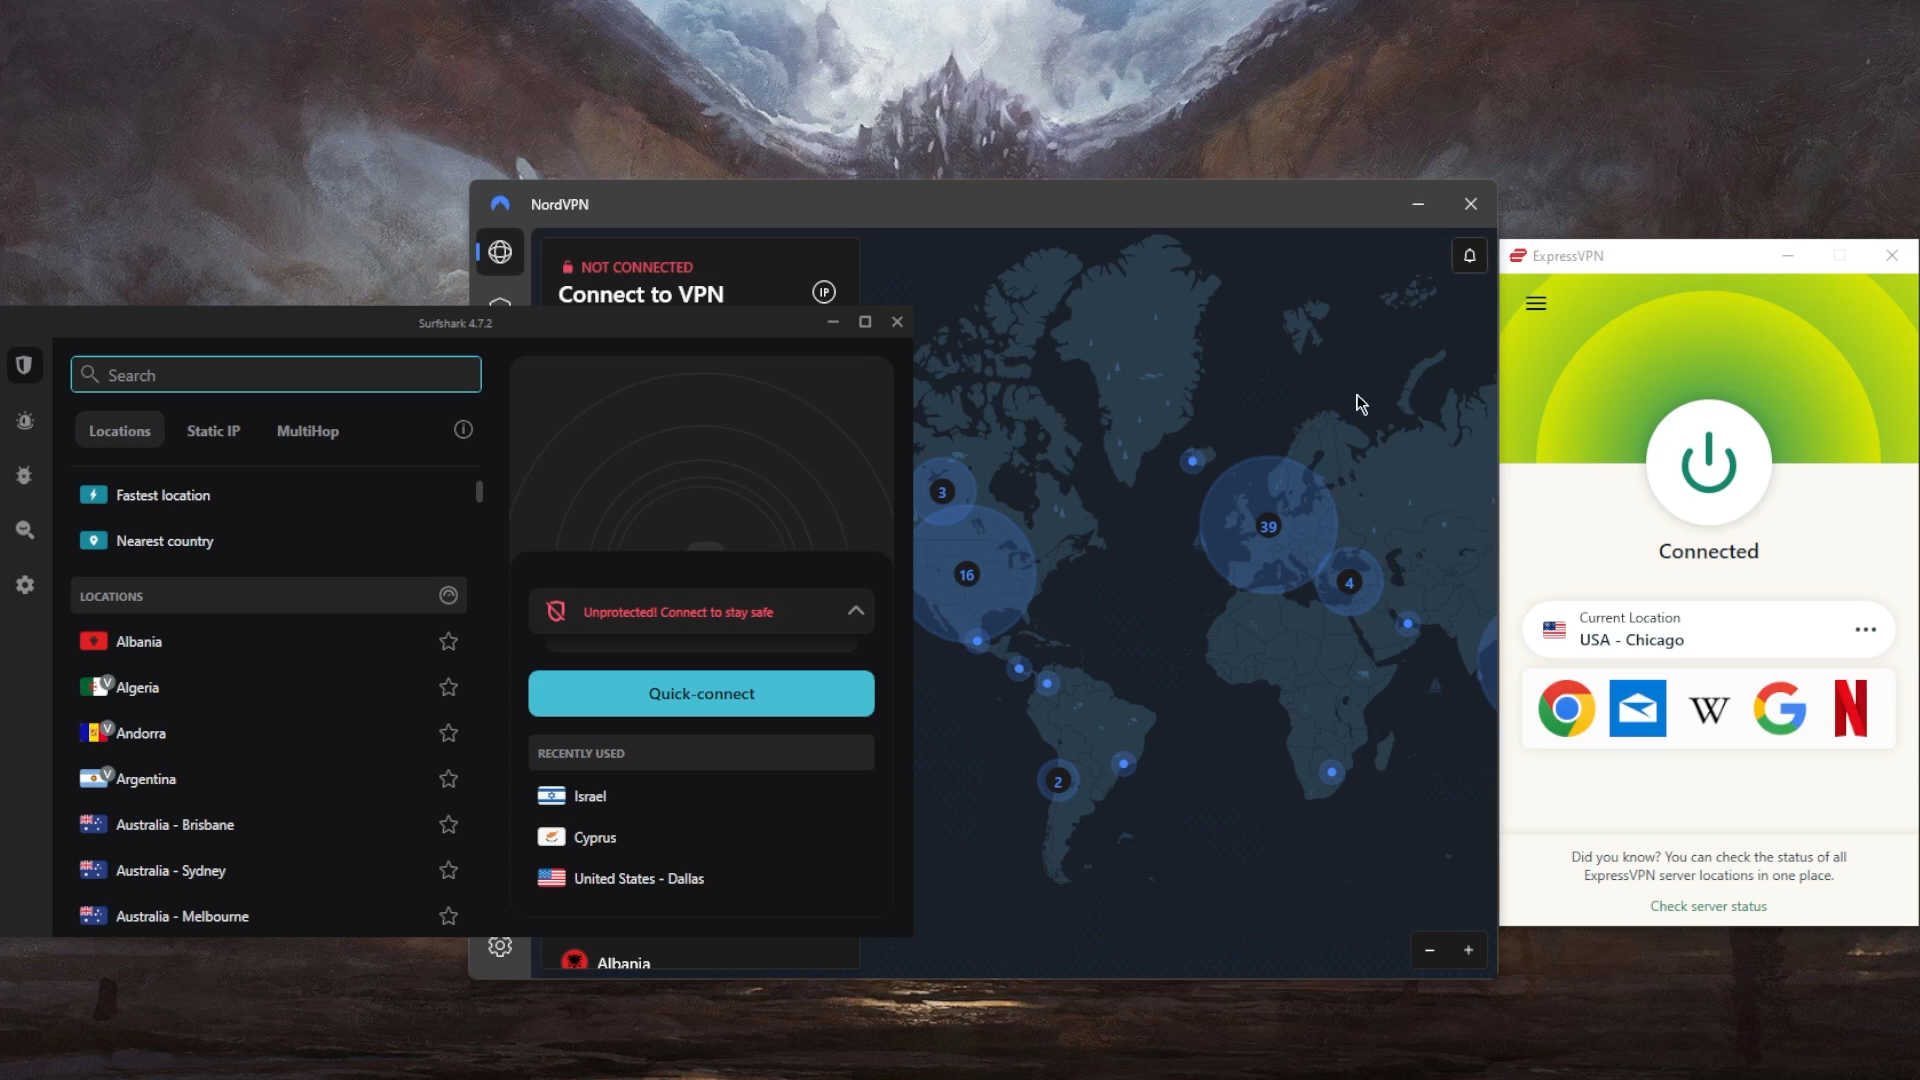 NordVPN
NOT CONNECTED
Connect to VPN
IP
Surfshark 4.7.2
Search
Locations
Static IP
MultiHop
Fastest location
Nearest country
LOCATIONS
Albania
V
Algeria
V
Andorra
V
Argentina
Australia - Brisbane
Australia - Sydney
Australia - Melbourne
Unprotected! Connect to stay safe
Quick-connect
RECENTLY USED
Israel
Cyprus
United States - Dallas
Albania
3
16
39
4
2
ExpressVPN
Connected
Current Location
USA - Chicago
W
G
N
Did you know? You can check the status of all
ExpressVPN server locations in one place.
Check server status